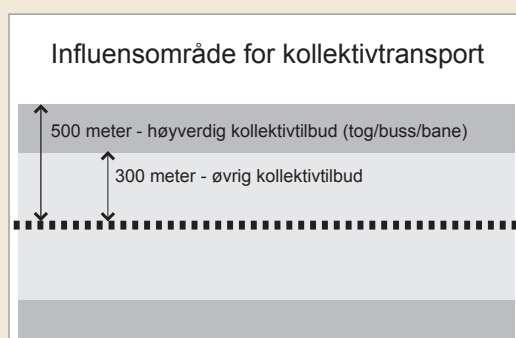 Influensområde for kollektivtransport
500 meter - høyverdig kollektivtilbud (tog/buss/bane)
300 meter - øvrig kollektivtilbud